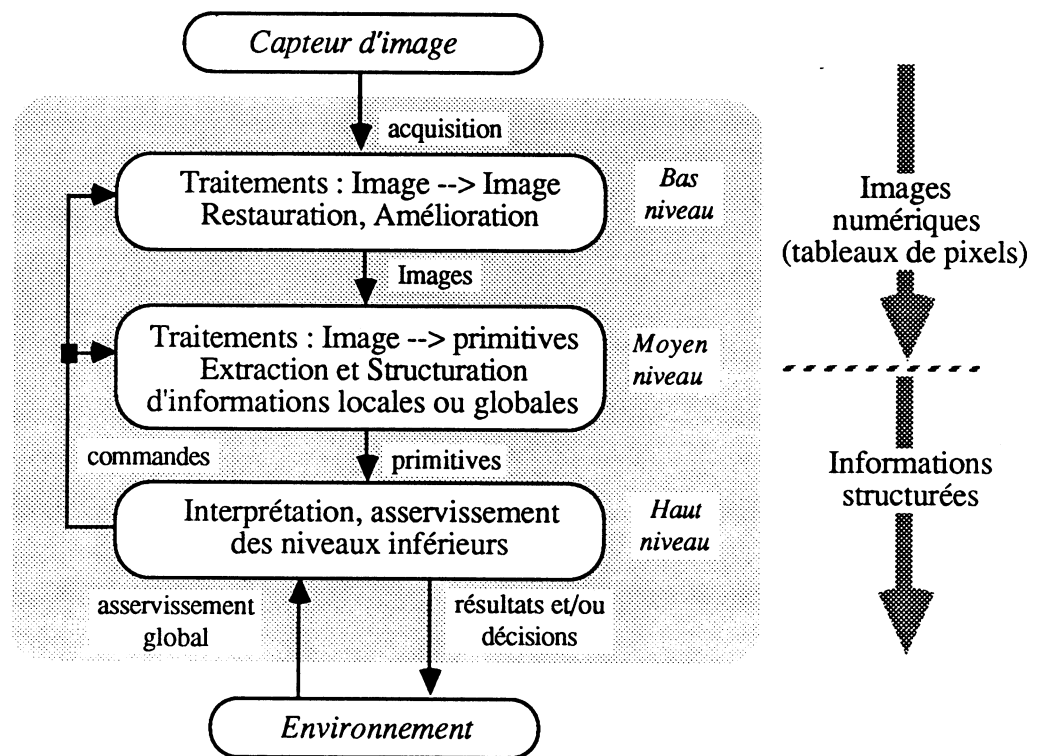 Capteur d'image
acquisition
Traitements : Image --> Image
Restauration, Amélioration
Bas
niveau
Images
numériques
(tableaux de pixels)
Images
Traitements : Image --> primitives
Extraction et Structuration
d'informations locales ou globales
Moyen
niveau
commandes
primitives
Informations
structurées
Interprétation, asservissement
des niveaux inférieurs
Haut
niveau
asservissement
global
résultats et/ou
décisions
Environnement